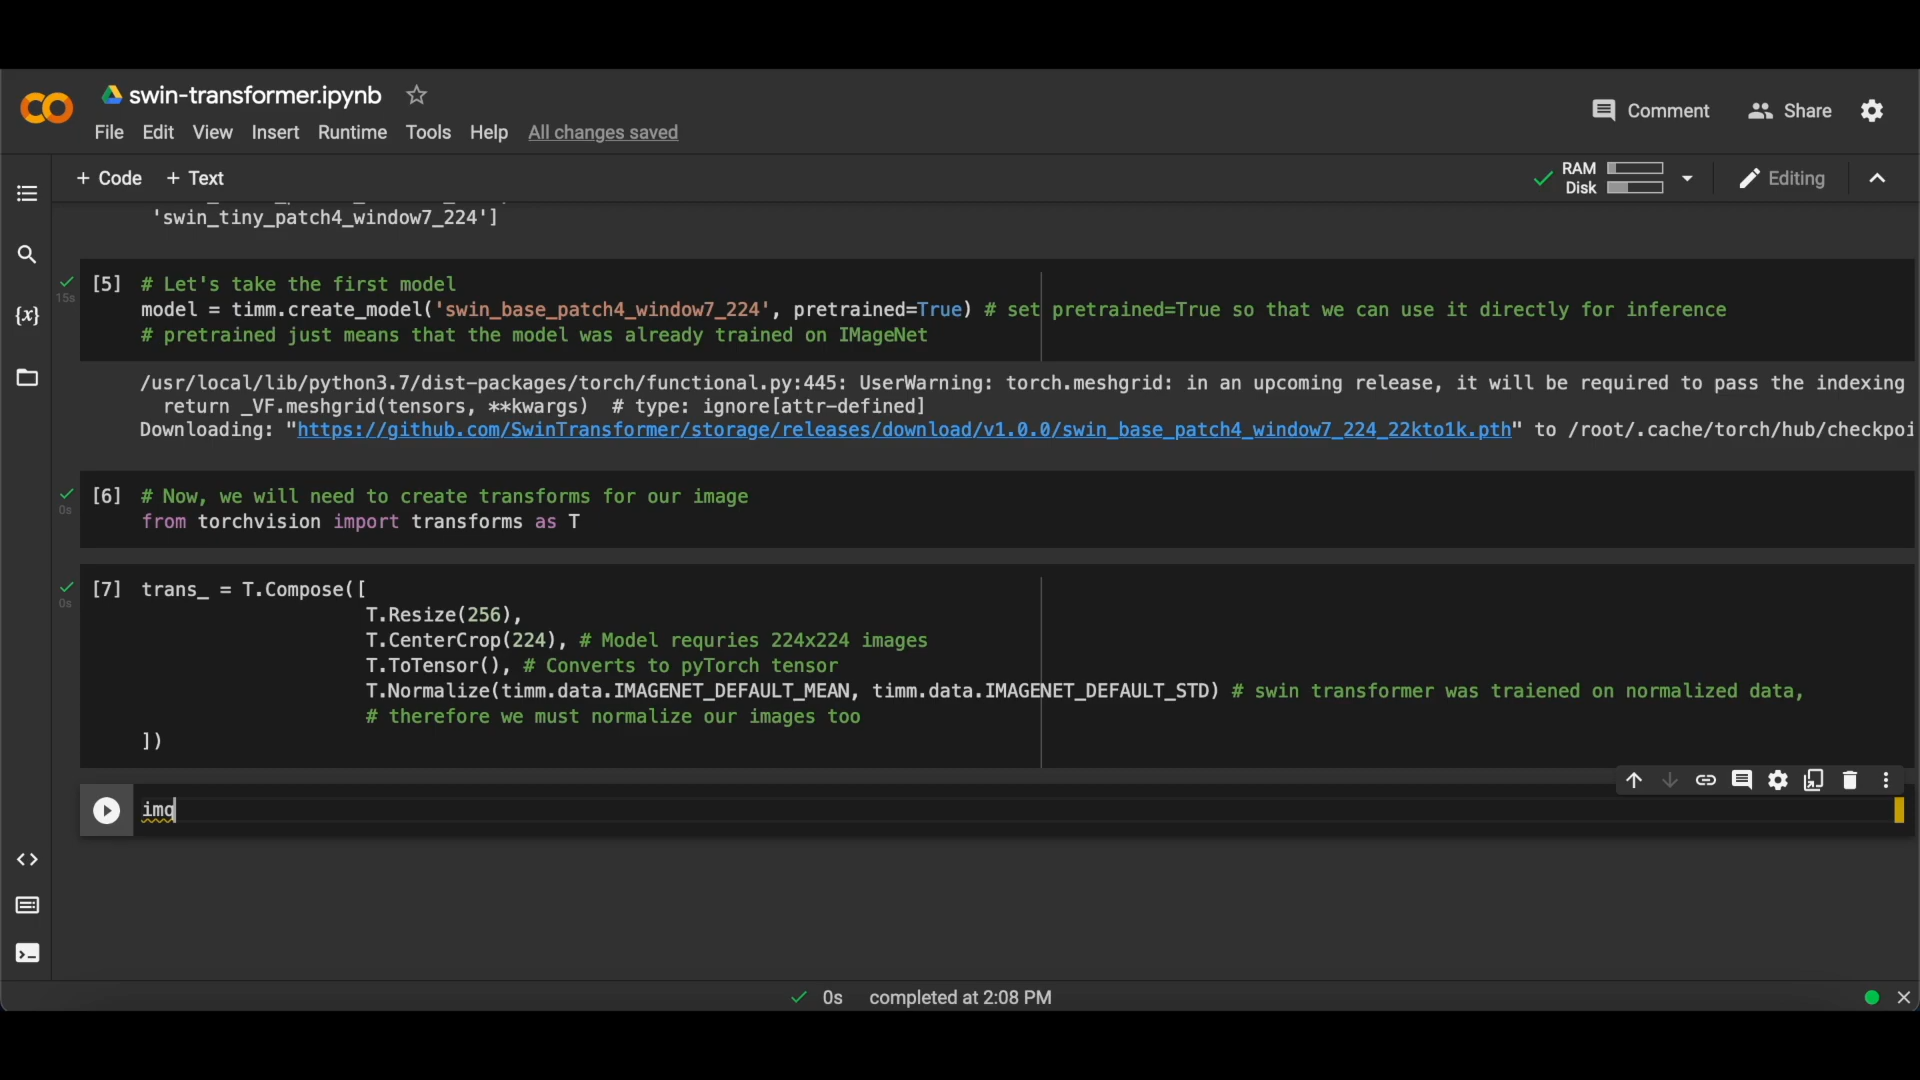 swin-transformer.ipynb
File Edit View Insert Runtime Tools Help All changes saved
Comment Share
+ Code + Text
RAM
Disk
Editing
'swin_tiny_patch4_window7_224']
[5] # Let's take the first model
15s
model = timm.create_model('swin_base_patch4_window7_224', pretrained=True) # set pretrained=True so that we can use it directly for inference
# pretrained just means that the model was already trained on IMageNet
/usr/local/lib/python3.7/dist-packages/torch/functional.py:445: UserWarning: torch.meshgrid: in an upcoming release, it will be required to pass the indexing
return _VF.meshgrid(tensors, **kwargs)  # type: ignore[attr-defined]
Downloading: "https://github.com/SwinTransformer/storage/releases/download/v1.0.0/swin_base_patch4_window7_224_22kto1k.pth" to /root/.cache/torch/hub/checkpoi
[6] # Now, we will need to create transforms for our image
0s
from torchvision import transforms as T
[7] trans_ = T.Compose([
0s
T.Resize(256),
T.CenterCrop(224), # Model requries 224x224 images
T.ToTensor(), # Converts to pyTorch tensor
T.Normalize(timm.data.IMAGENET_DEFAULT_MEAN, timm.data.IMAGENET_DEFAULT_STD) # swin transformer was traiened on normalized data,
# therefore we must normalize our images too
])
imq
0s completed at 2:08 PM